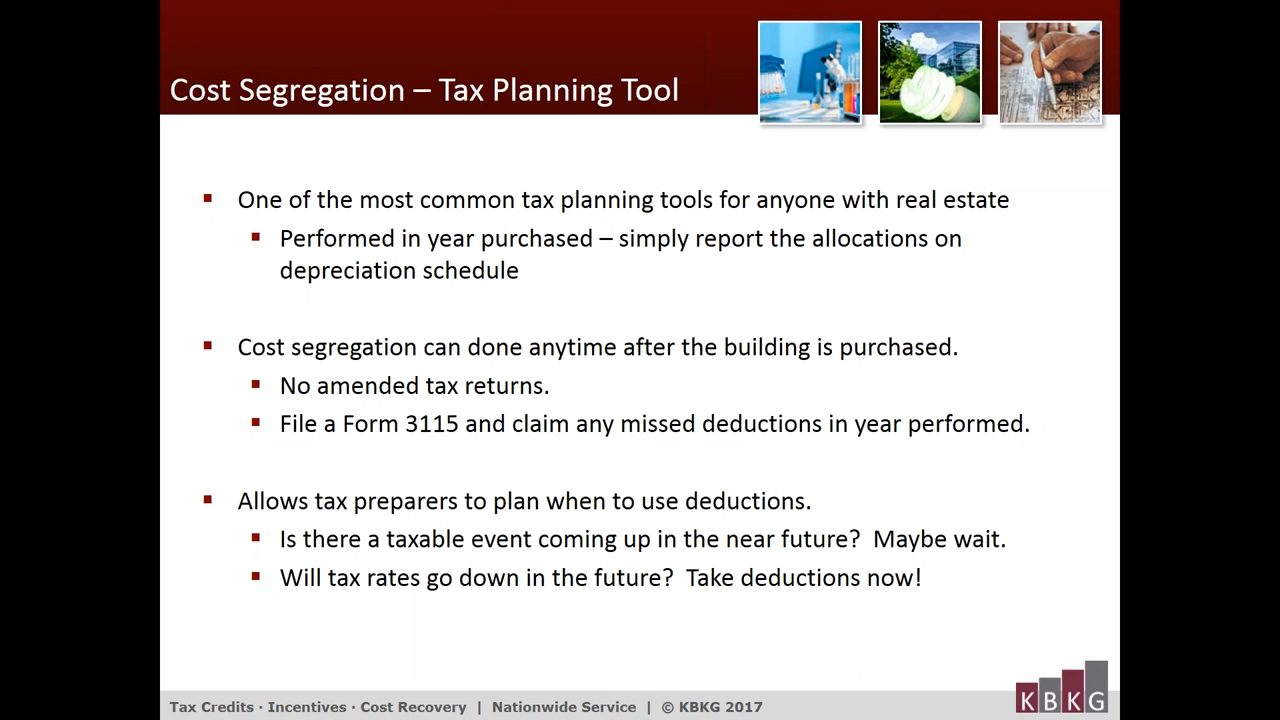 Cost Segregation – Tax Planning Tool
One of the most common tax planning tools for anyone with real estate
Performed in year purchased – simply report the allocations on
depreciation schedule
Cost segregation can done anytime after the building is purchased.
No amended tax returns.
File a Form 3115 and claim any missed deductions in year performed.
Allows tax preparers to plan when to use deductions.
Is there a taxable event coming up in the near future?  Maybe wait.
Will tax rates go down in the future?  Take deductions now!
Tax Credits · Incentives · Cost Recovery  |  Nationwide Service  |  © KBKG 2017
KBKG